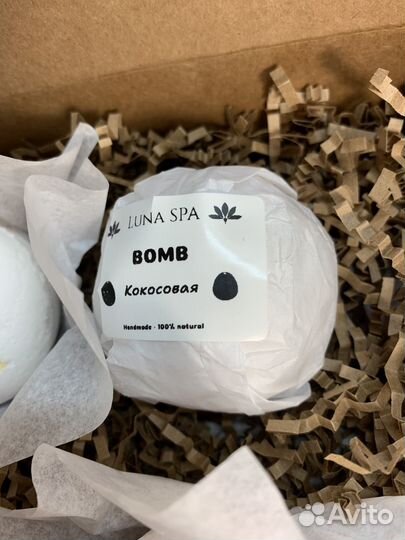 LUNA SPA
BOMB
Кокосовая
Handmade · 100% natural
Avito